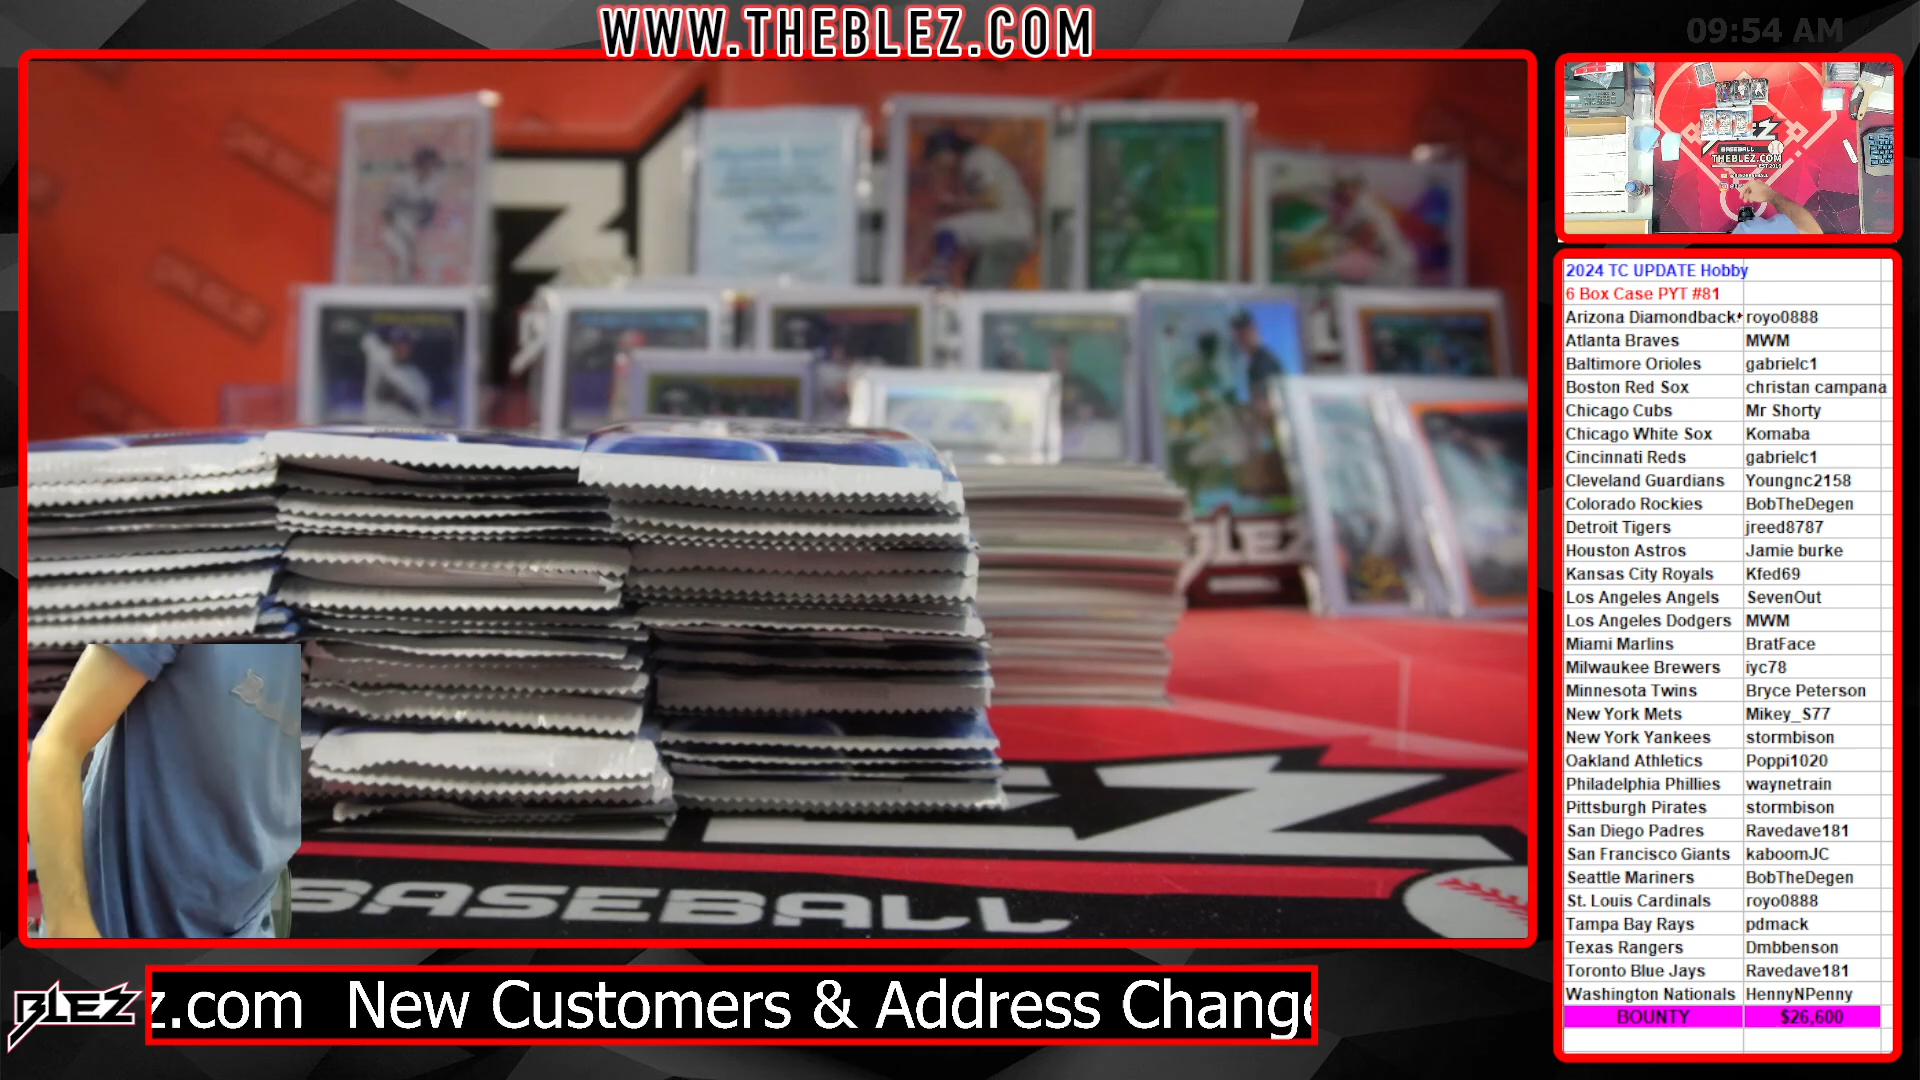 WWW.THEBLEZ.COM
09:54 AM
BASEBALL
THEBLEZ.COM
2024 TC UPDATE Hobby
6 Box Case PYT #81
Arizona Diamondback royo0888
Atlanta Braves MWM
Baltimore Orioles gabrielc1
Boston Red Sox christan campana
Chicago Cubs Mr Shorty
Chicago White Sox Komaba
Cincinnati Reds gabrielc1
Cleveland Guardians Youngnc2158
Colorado Rockies BobTheDegen
Detroit Tigers jreed8787
Houston Astros Jamie burke
Kansas City Royals Kfed69
Los Angeles Angels SevenOut
Los Angeles Dodgers MWM
Miami Marlins BratFace
Milwaukee Brewers iyc78
Minnesota Twins Bryce Peterson
New York Mets Mikey_S77
New York Yankees stormbison
Oakland Athletics Poppi1020
Philadelphia Phillies waynetrain
Pittsburgh Pirates stormbison
San Diego Padres Ravedave181
San Francisco Giants kaboomJC
Seattle Mariners BobTheDegen
St. Louis Cardinals royo0888
Tampa Bay Rays pdmack
Texas Rangers Dmbbenson
Toronto Blue Jays Ravedave181
Washington Nationals HennyNPenny
BOUNTY $26,600
BLEZ
BASEBALL
BLEZ
z.com New Customers & Address Change